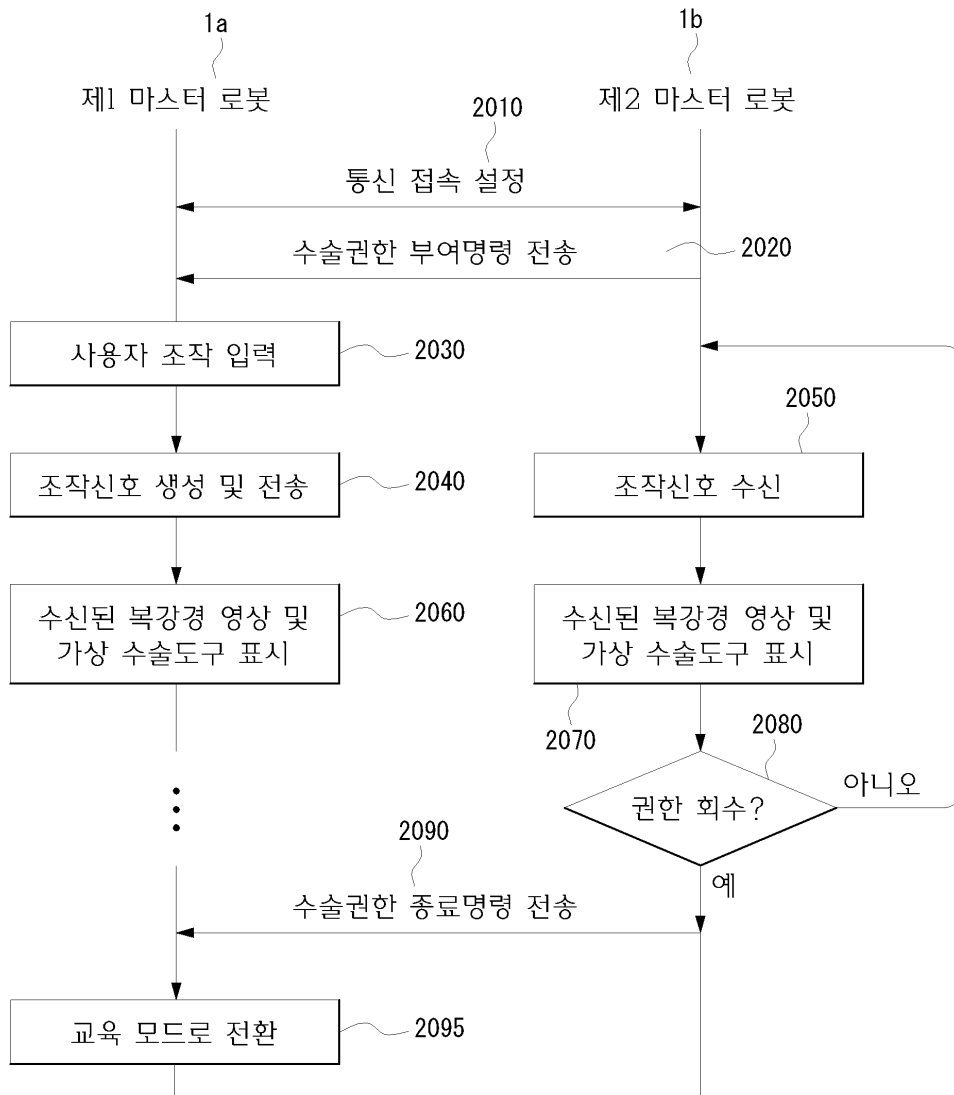 1a
1b
제1 마스터 로봇
제2 마스터 로봇
2010
통신 접속 설정
수술권한 부여명령 전송
2020
사용자 조작 입력
2030
2050
조작신호 생성 및 전송
2040
조작신호 수신
수신된 복강경 영상 및
가상 수술도구 표시
2060
수신된 복강경 영상 및
가상 수술도구 표시
2070
2080
권한 회수?
아니오
2090
예
수술권한 종료명령 전송
교육 모드로 전환
2095